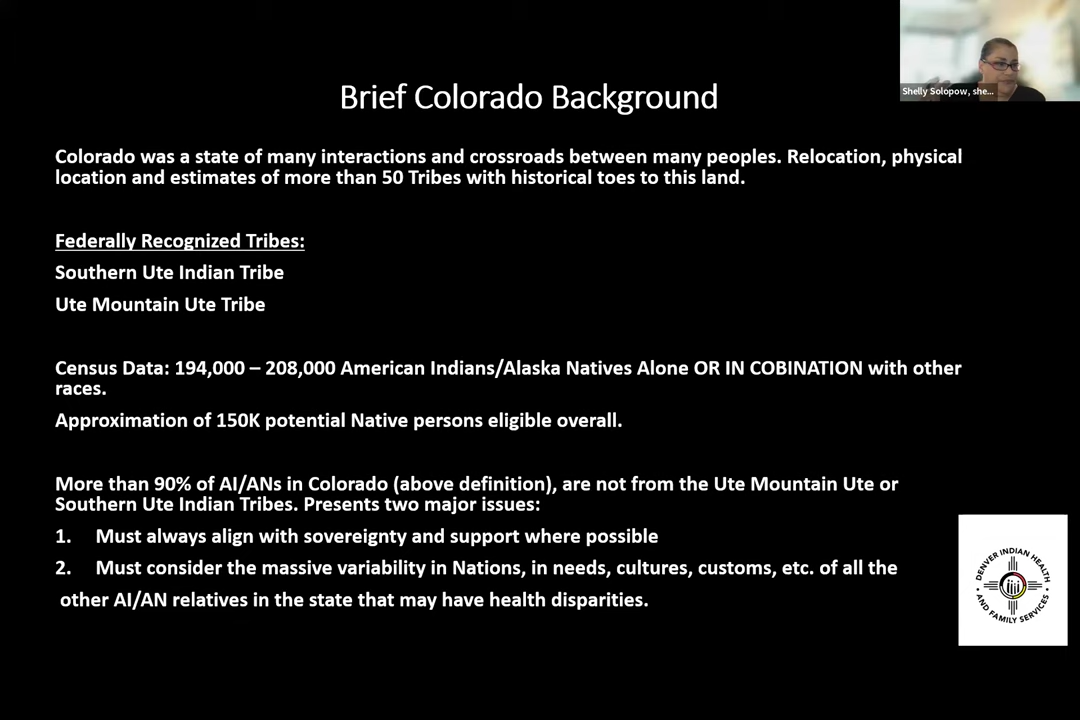 Shelly Solopow, she...
Brief Colorado Background
Colorado was a state of many interactions and crossroads between many peoples. Relocation, physical
location and estimates of more than 50 Tribes with historical toes to this land.
Federally Recognized Tribes:
Southern Ute Indian Tribe
Ute Mountain Ute Tribe
Census Data: 194,000 – 208,000 American Indians/Alaska Natives Alone OR IN COBINATION with other
races.
Approximation of 150K potential Native persons eligible overall.
More than 90% of AI/ANs in Colorado (above definition), are not from the Ute Mountain Ute or
Southern Ute Indian Tribes. Presents two major issues:
1. Must always align with sovereignty and support where possible
2. Must consider the massive variability in Nations, in needs, cultures, customs, etc. of all the
other AI/AN relatives in the state that may have health disparities.
DENVER INDIAN HEALTH
AND FAMILY SERVICES